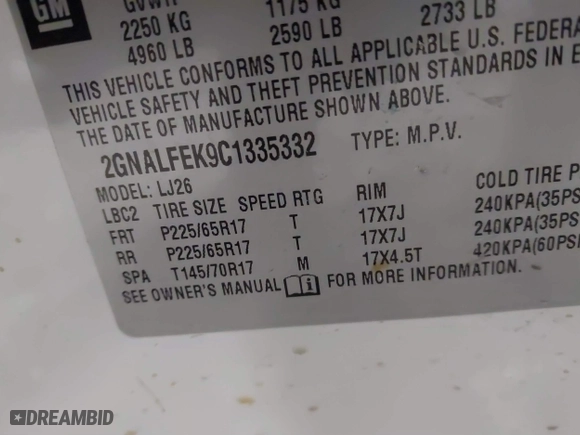 GM GVWR 1175 KG
2250 KG 2590 LB 2733 LB
4960 LB
THIS VEHICLE CONFORMS TO ALL APPLICABLE U.S. FEDERA
VEHICLE SAFETY AND THEFT PREVENTION STANDARDS IN E
THE DATE OF MANUFACTURE SHOWN ABOVE.
2GNALFEK9C1335332 TYPE: M.P.V.
MODEL: LJ26
LBC2 TIRE SIZE SPEED RTG RIM COLD TIRE P
FRT P225/65R17 T 17X7J 240KPA(35PS
RR P225/65R17 T 17X7J 240KPA(35PS
SPA T145/70R17 M 17X4.5T 420KPA(60PSI
SEE OWNER'S MANUAL i FOR MORE INFORMATION.
DREAMBID